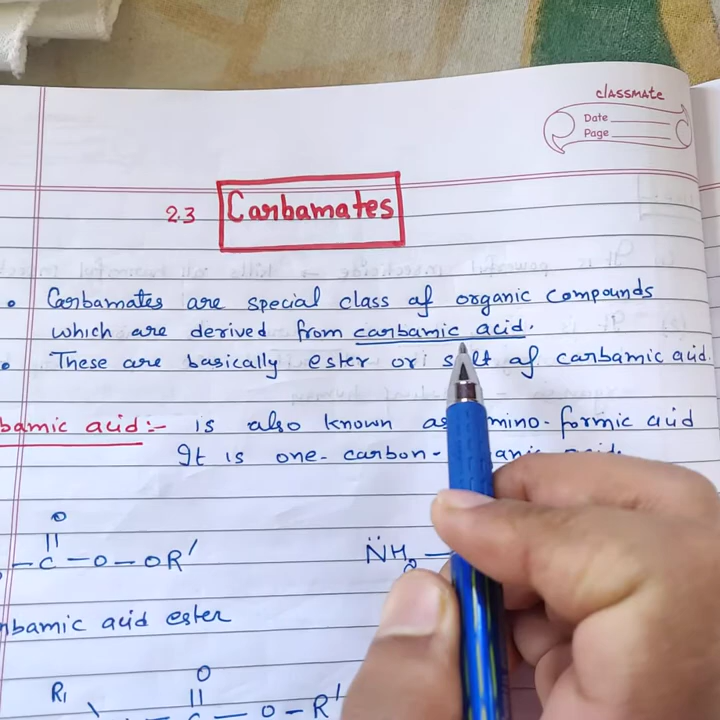 classmate
Date
Page
2.3 Carbamates
• Carbamates are special class of organic compounds
which are derived from carbamic acid.
• These are basically ester or salt of carbamic acid.
bamic acid:- is also known as mino-formic acid
It is one-carbon-
O
||
-C-O-OR'
N̈H₂-
bamic acid ester
R₁ O
\ ||
C-O-R'